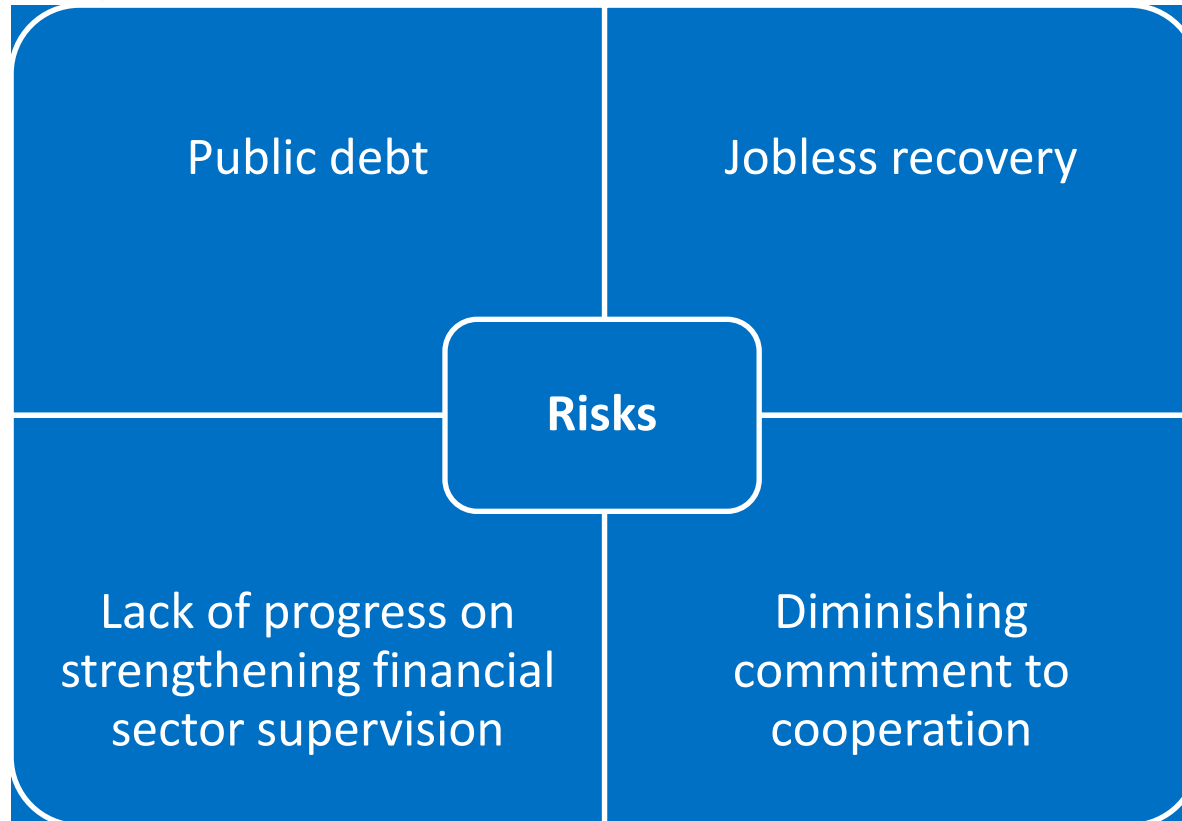 Public debt
Jobless recovery
Risks
Lack of progress on
strengthening financial
sector supervision
Diminishing
commitment to
cooperation